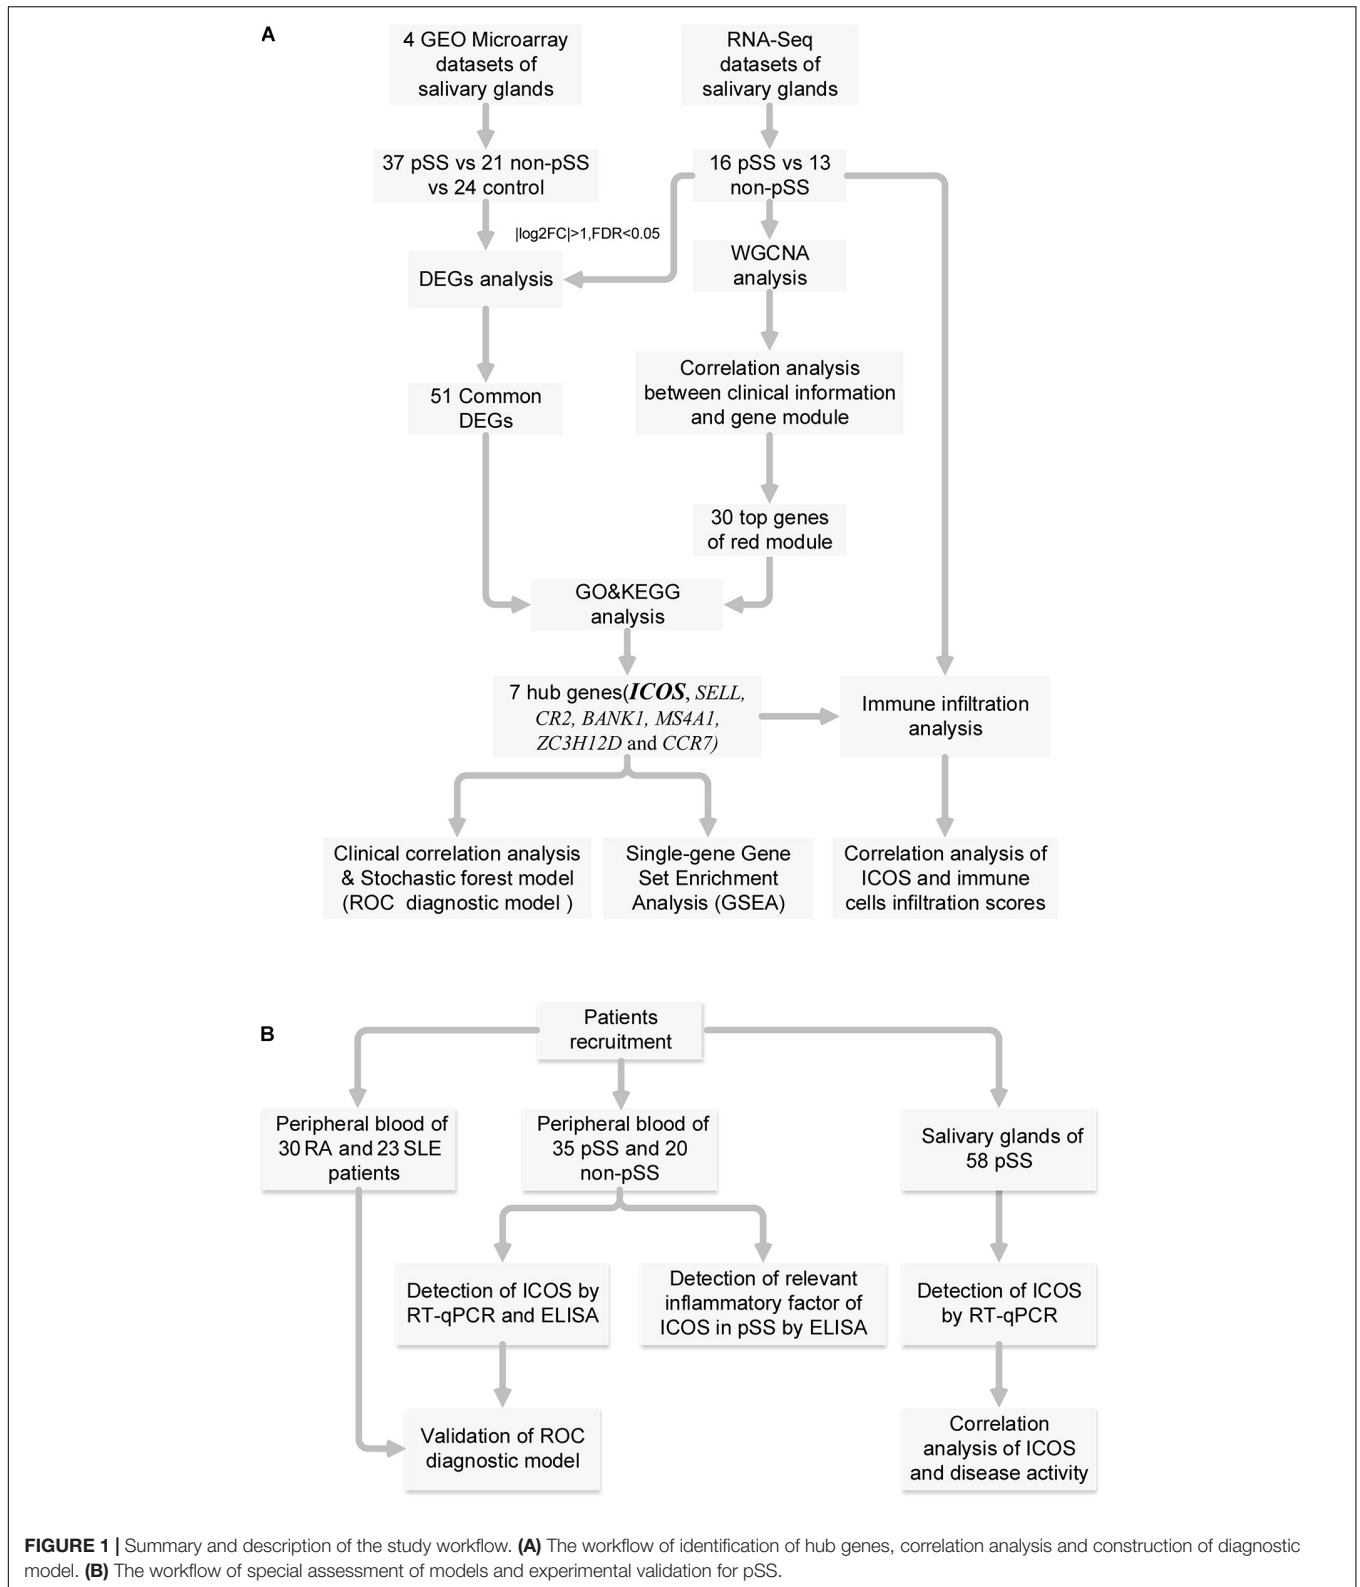 A
4 GEO Microarray
datasets of
salivary glands
RNA-Seq
datasets of
salivary glands
37 pSS vs 21 non-pSS
vs 24 control
16 pSS vs 13
non-pSS
|log2FC|>1,FDR<0.05
DEGs analysis
WGCNA
analysis
51 Common
DEGs
Correlation analysis
between clinical information
and gene module
30 top genes
of red module
GO&KEGG
analysis
7 hub genes(ICOS, SELL,
CR2, BANK1, MS4A1,
ZC3H12D and CCR7)
Immune infiltration
analysis
Clinical correlation analysis
& Stochastic forest model
(ROC diagnostic model )
Single-gene Gene
Set Enrichment
Analysis (GSEA)
Correlation analysis of
ICOS and immune
cells infiltration scores
B
Patients
recruitment
Peripheral blood of
30 RA and 23 SLE
patients
Peripheral blood of
35 pSS and 20
non-pSS
Salivary glands of
58 pSS
Detection of ICOS by
RT-qPCR and ELISA
Detection of relevant
inflammatory factor of
ICOS in pSS by ELISA
Detection of ICOS
by RT-qPCR
Validation of ROC
diagnostic model
Correlation
analysis of ICOS
and disease activity
FIGURE 1 | Summary and description of the study workflow. (A) The workflow of identification of hub genes, correlation analysis and construction of diagnostic
model. (B) The workflow of special assessment of models and experimental validation for pSS.